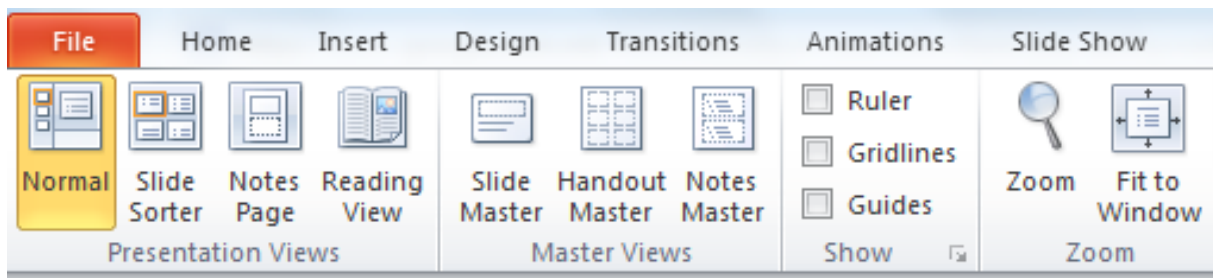 File Home Insert Design Transitions Animations Slide Show
Normal Slide Sorter Notes Page Reading View Slide Master Handout Master Notes Master Ruler Gridlines Guides Zoom Fit to Window
Presentation Views Master Views Show Zoom